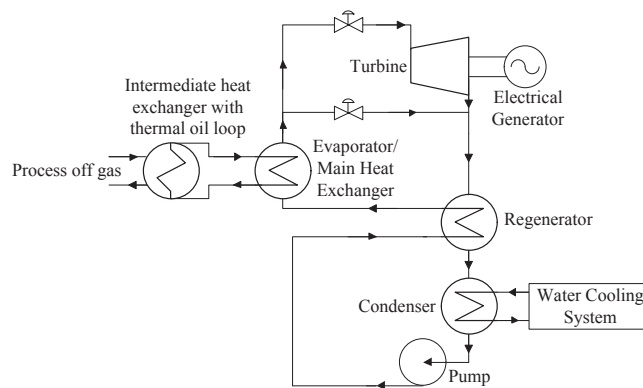 Turbine
Electrical
Generator
Intermediate heat
exchanger with
thermal oil loop
Process off gas
Evaporator/
Main Heat
Exchanger
Regenerator
Condenser
Water Cooling
System
Pump